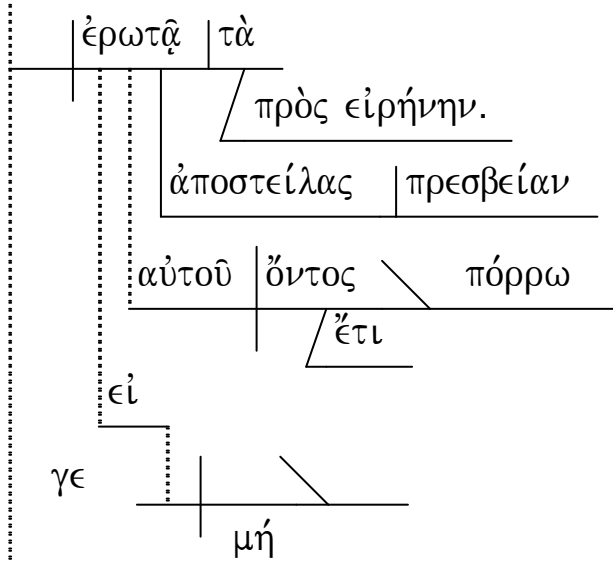 ἐρωτᾷ τὰ
πρὸς εἰρήνην.
ἀποστείλας πρεσβείαν
αὐτοῦ ὄντος πόρρω
ἔτι
εἰ
γε
μή